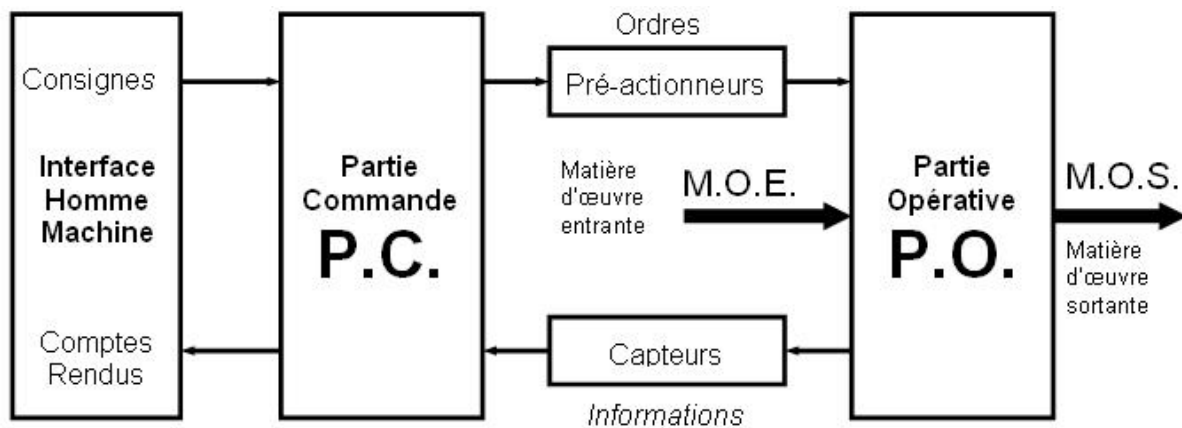 Consignes
Interface
Homme
Machine
Comptes
Rendus
Partie
Commande
P.C.
Ordres
Pré-actionneurs
Matière
d'œuvre
entrante
M.O.E.
Capteurs
Informations
Partie
Opérative
P.O.
M.O.S.
Matière
d'œuvre
sortante